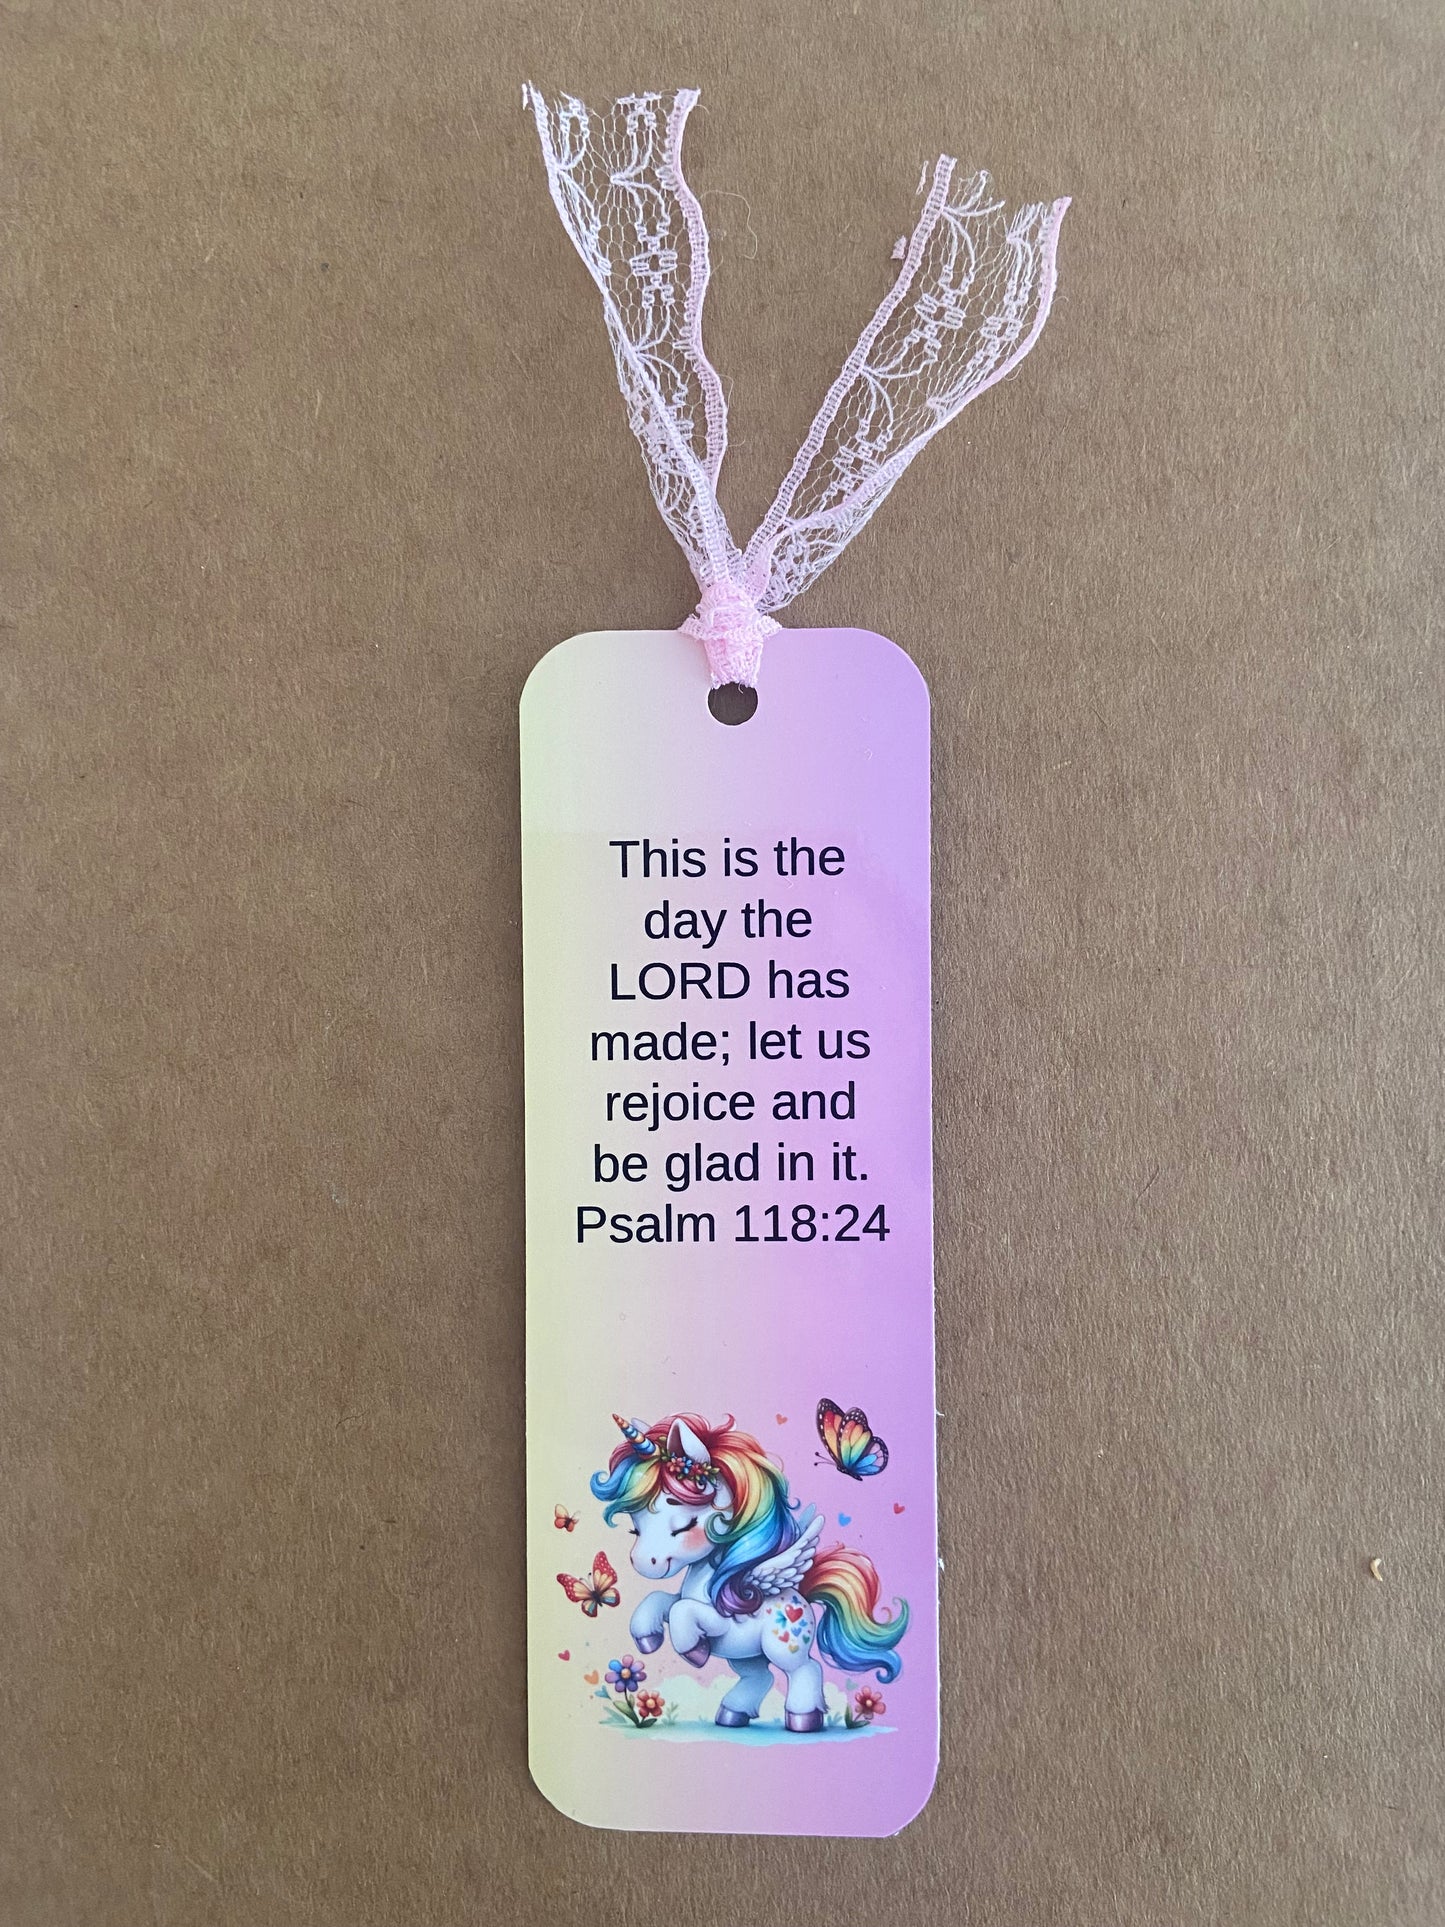 This is the
day the
LORD has
made; let us
rejoice and
be glad in it.
Psalm 118:24